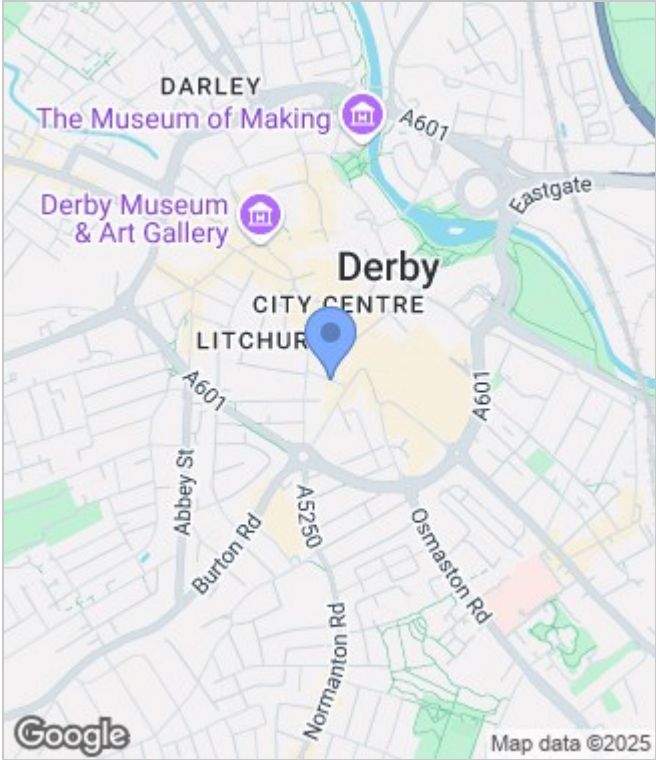 DARLEY
The Museum of Making
A601
Eastgate
Derby Museum
& Art Gallery
Derby
CITY CENTRE
LITCHUR
A601
A601
Abbey St
A5250
Burton Rd
Osmaston Rd
Normanton Rd
Google
Map data ©2025